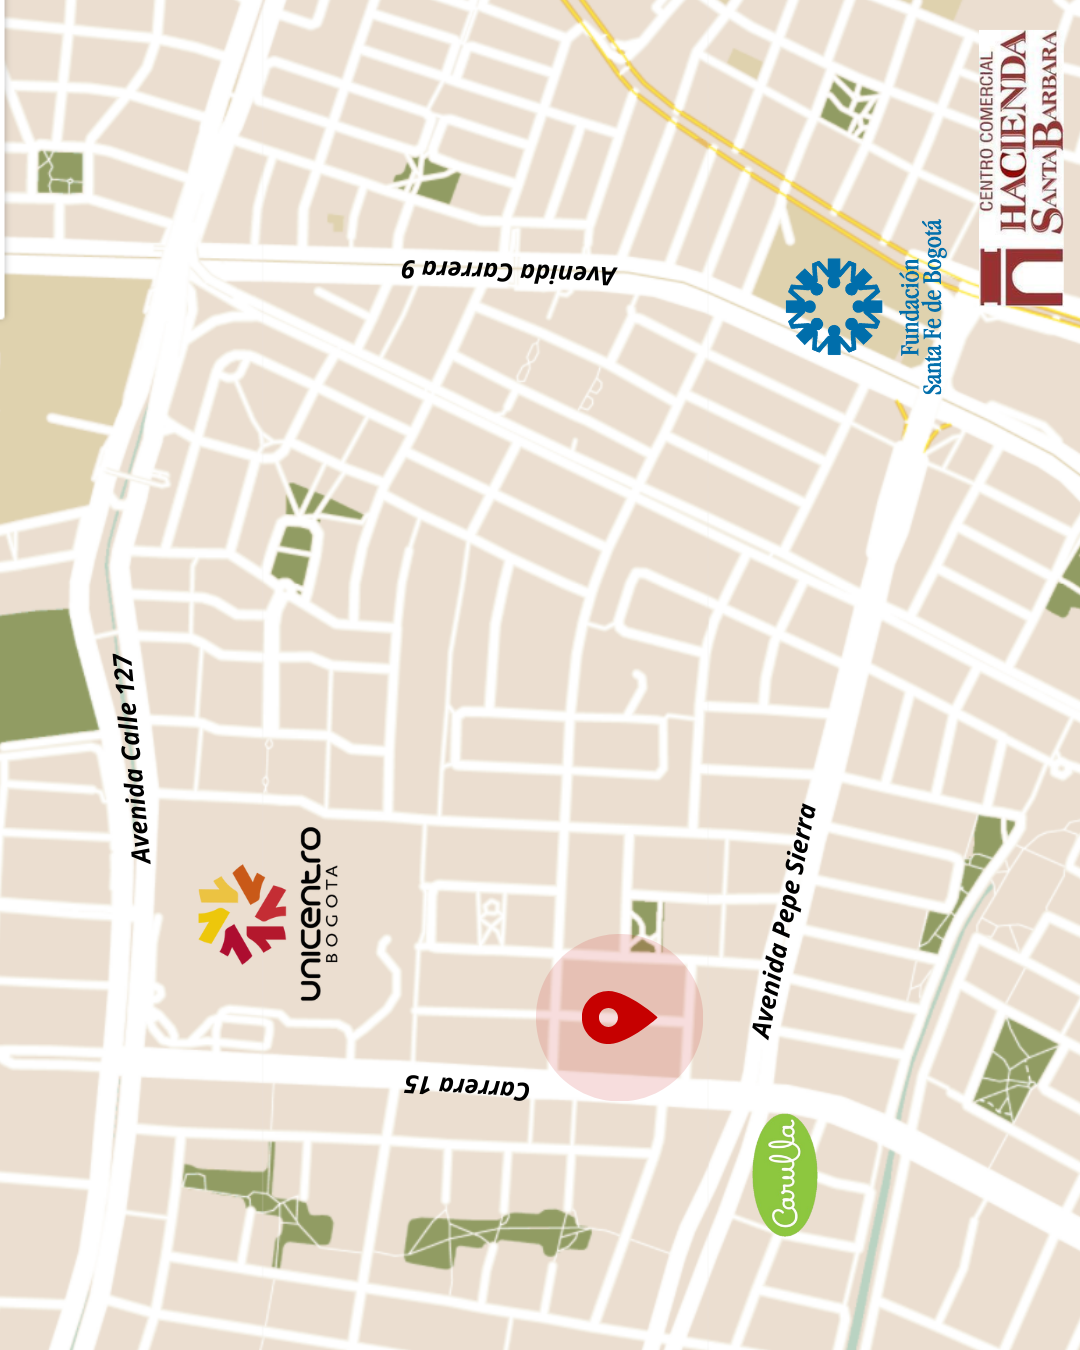 CENTRO COMERCIAL
HACIENDA
SANTA BARBARA
Fundación
Santa Fe de Bogotá
Avenida Carrera 9
Avenida Calle 127
unicentro
BOGOTA
Avenida Pepe Sierra
Carrera 15
Carulla